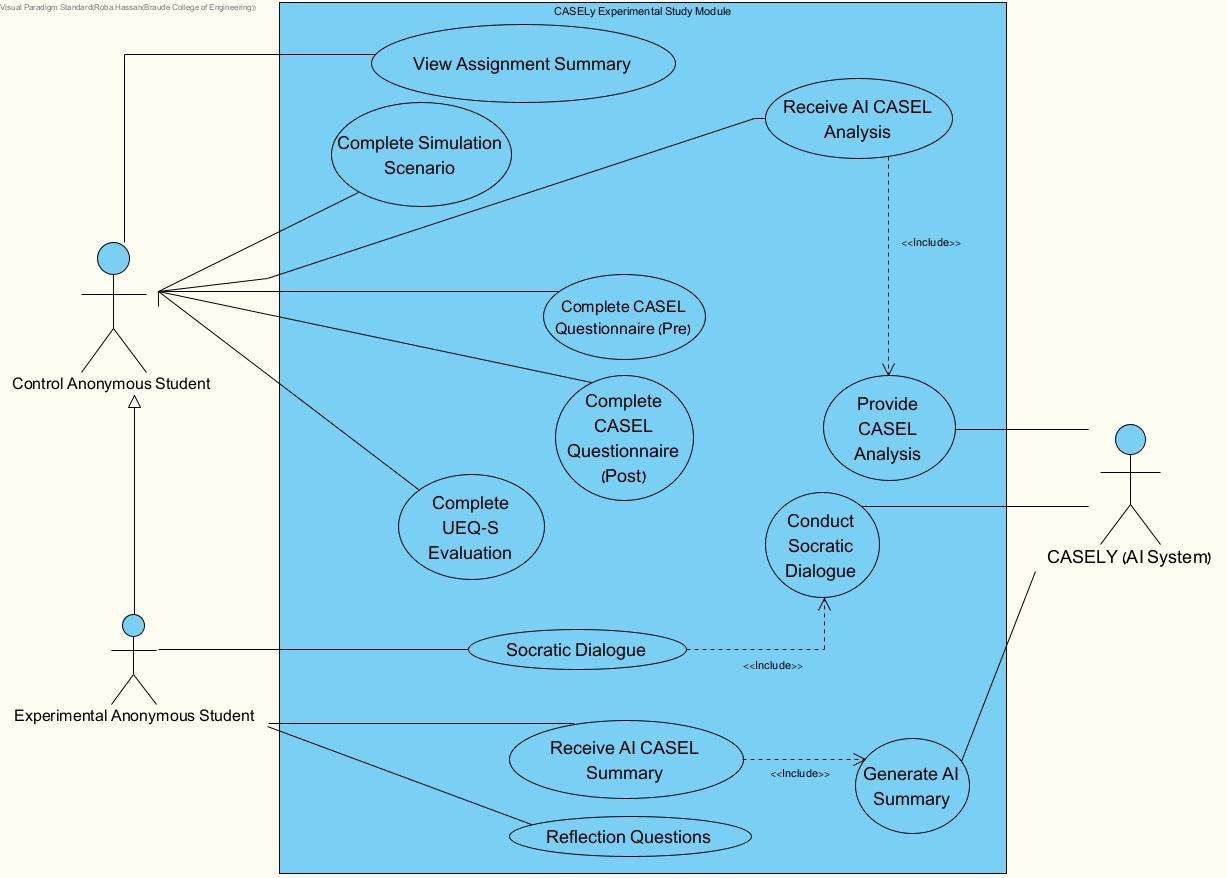 Visual Paradigm Standard(Roba.Hassan(Braude College of Engineering))
CASELy Experimental Study Module
View Assignment Summary
Receive AI CASEL
Analysis
Complete Simulation
Scenario
<<Include>>
Complete CASEL
Questionnaire (Pre)
Control Anonymous Student
Complete
CASEL
Questionnaire
(Post)
Provide
CASEL
Analysis
Complete
UEQ-S
Evaluation
Conduct
Socratic
Dialogue
CASELY (AI System)
Socratic Dialogue
<<Include>>
Experimental Anonymous Student
Receive AI CASEL
Summary
<<Include>>
Generate AI
Summary
Reflection Questions